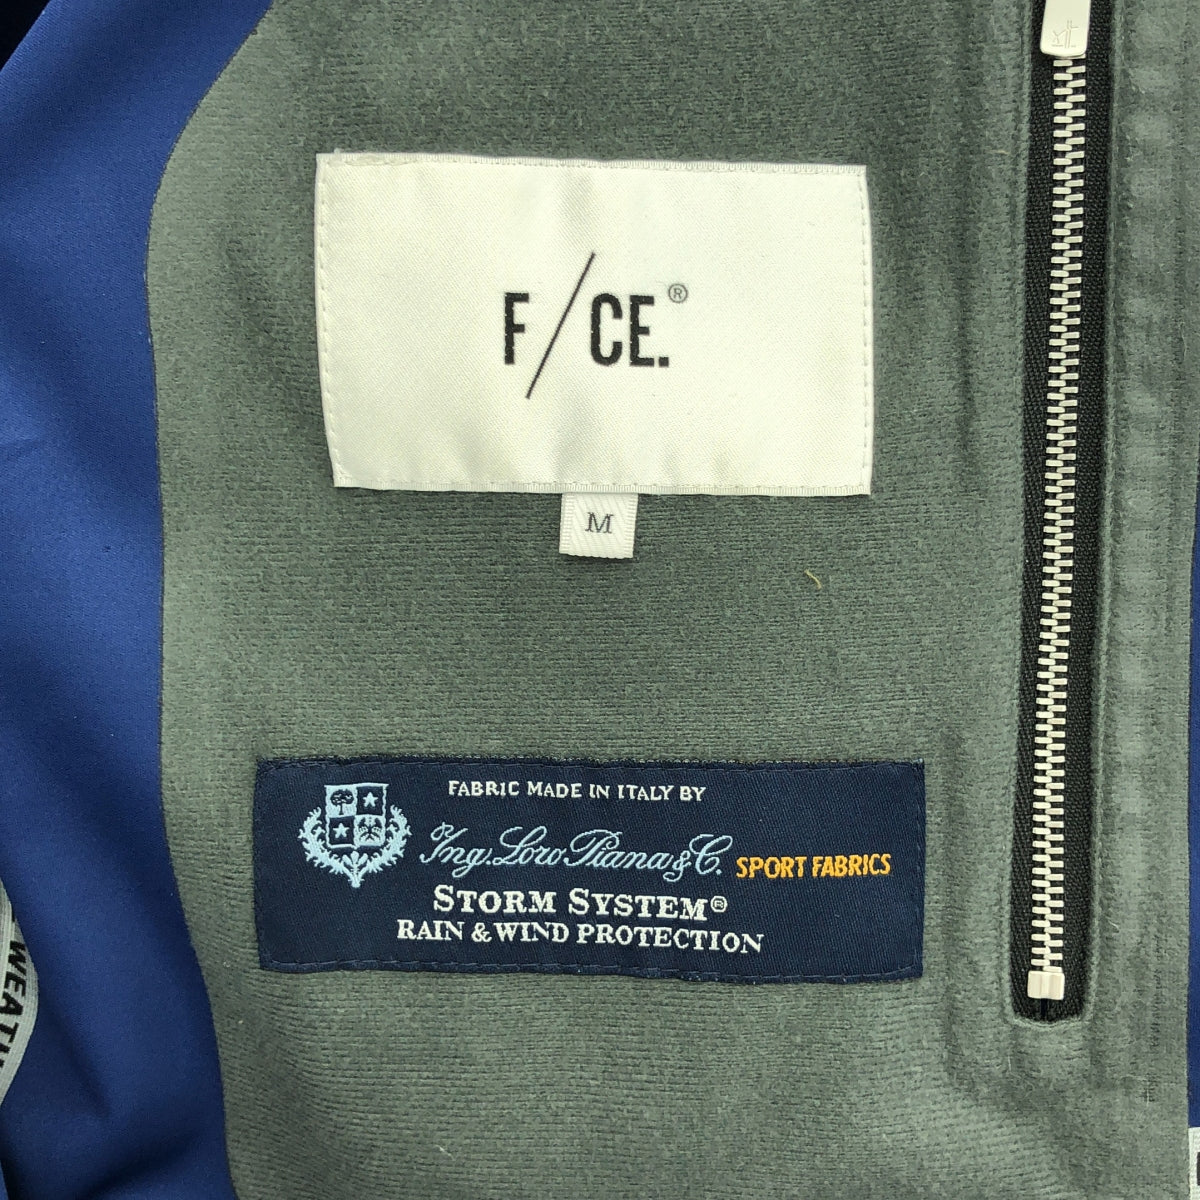 F/CE.®
M
FABRIC MADE IN ITALY BY
Ing. Loro Piana & C. SPORT FABRICS
STORM SYSTEM®
RAIN & WIND PROTECTION